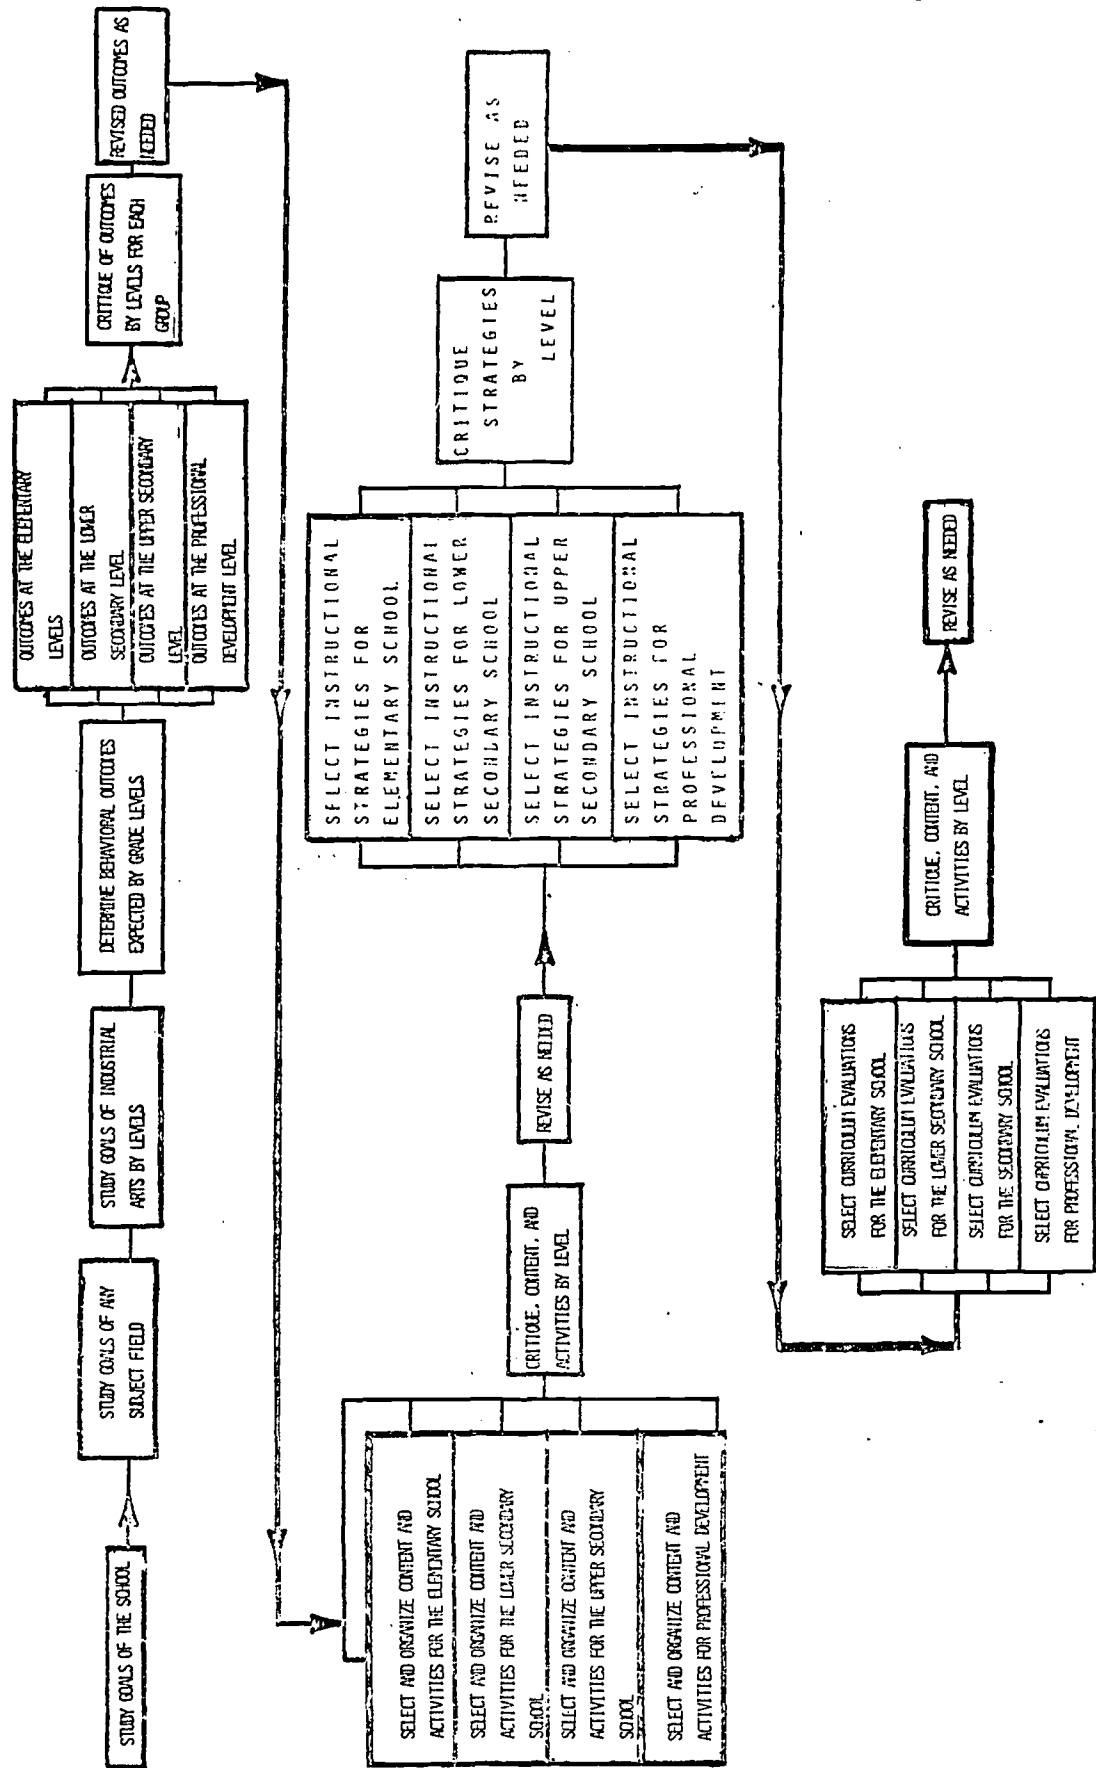 STUDY GOALS OF THE SCHOOL
STUDY GOALS OF ANY
SUBJECT FIELD
STUDY GOALS OF INDUSTRIAL
ARTS BY LEVELS
DETERMINE BEHAVIORAL OUTCOMES
EXPECTED BY GRADE LEVELS
OUTCOMES AT THE ELEMENTARY
LEVELS
OUTCOMES AT THE LOWER
SECONDARY LEVEL
OUTCOMES AT THE UPPER SECONDARY
LEVEL
OUTCOMES AT THE PROFESSIONAL
DEVELOPMENT LEVEL
CRITIQUE OF OUTCOMES
BY LEVELS FOR EACH
GROUP
REVISED OUTCOMES AS
NEEDED
SELECT AND ORGANIZE CONTENT AND
ACTIVITIES FOR THE ELEMENTARY SCHOOL
SELECT AND ORGANIZE CONTENT AND
ACTIVITIES FOR THE LOWER SECONDARY
SCHOOL
SELECT AND ORGANIZE CONTENT AND
ACTIVITIES FOR THE UPPER SECONDARY
SCHOOL
SELECT AND ORGANIZE CONTENT AND
ACTIVITIES FOR PROFESSIONAL DEVELOPMENT
CRITIQUE, CONTENT, AND
ACTIVITIES BY LEVEL
REVISE AS NEEDED
SELECT INSTRUCTIONAL
STRATEGIES FOR
ELEMENTARY SCHOOL
SELECT INSTRUCTIONAL
STRATEGIES FOR LOWER
SECONDARY SCHOOL
SELECT INSTRUCTIONAL
STRATEGIES FOR UPPER
SECONDARY SCHOOL
SELECT INSTRUCTIONAL
STRATEGIES FOR
PROFESSIONAL
DEVELOPMENT
CRITIQUE
STRATEGIES
BY
LEVEL
REVISE AS
NEEDED
SELECT CURRICULUM EVALUATIONS
FOR THE ELEMENTARY SCHOOL
SELECT CURRICULUM EVALUATIONS
FOR THE LOWER SECONDARY SCHOOL
SELECT CURRICULUM EVALUATIONS
FOR THE SECONDARY SCHOOL
SELECT CURRICULUM EVALUATIONS
FOR PROFESSIONAL DEVELOPMENT
CRITIQUE, CONTENT, AND
ACTIVITIES BY LEVEL
REVISE AS NEEDED